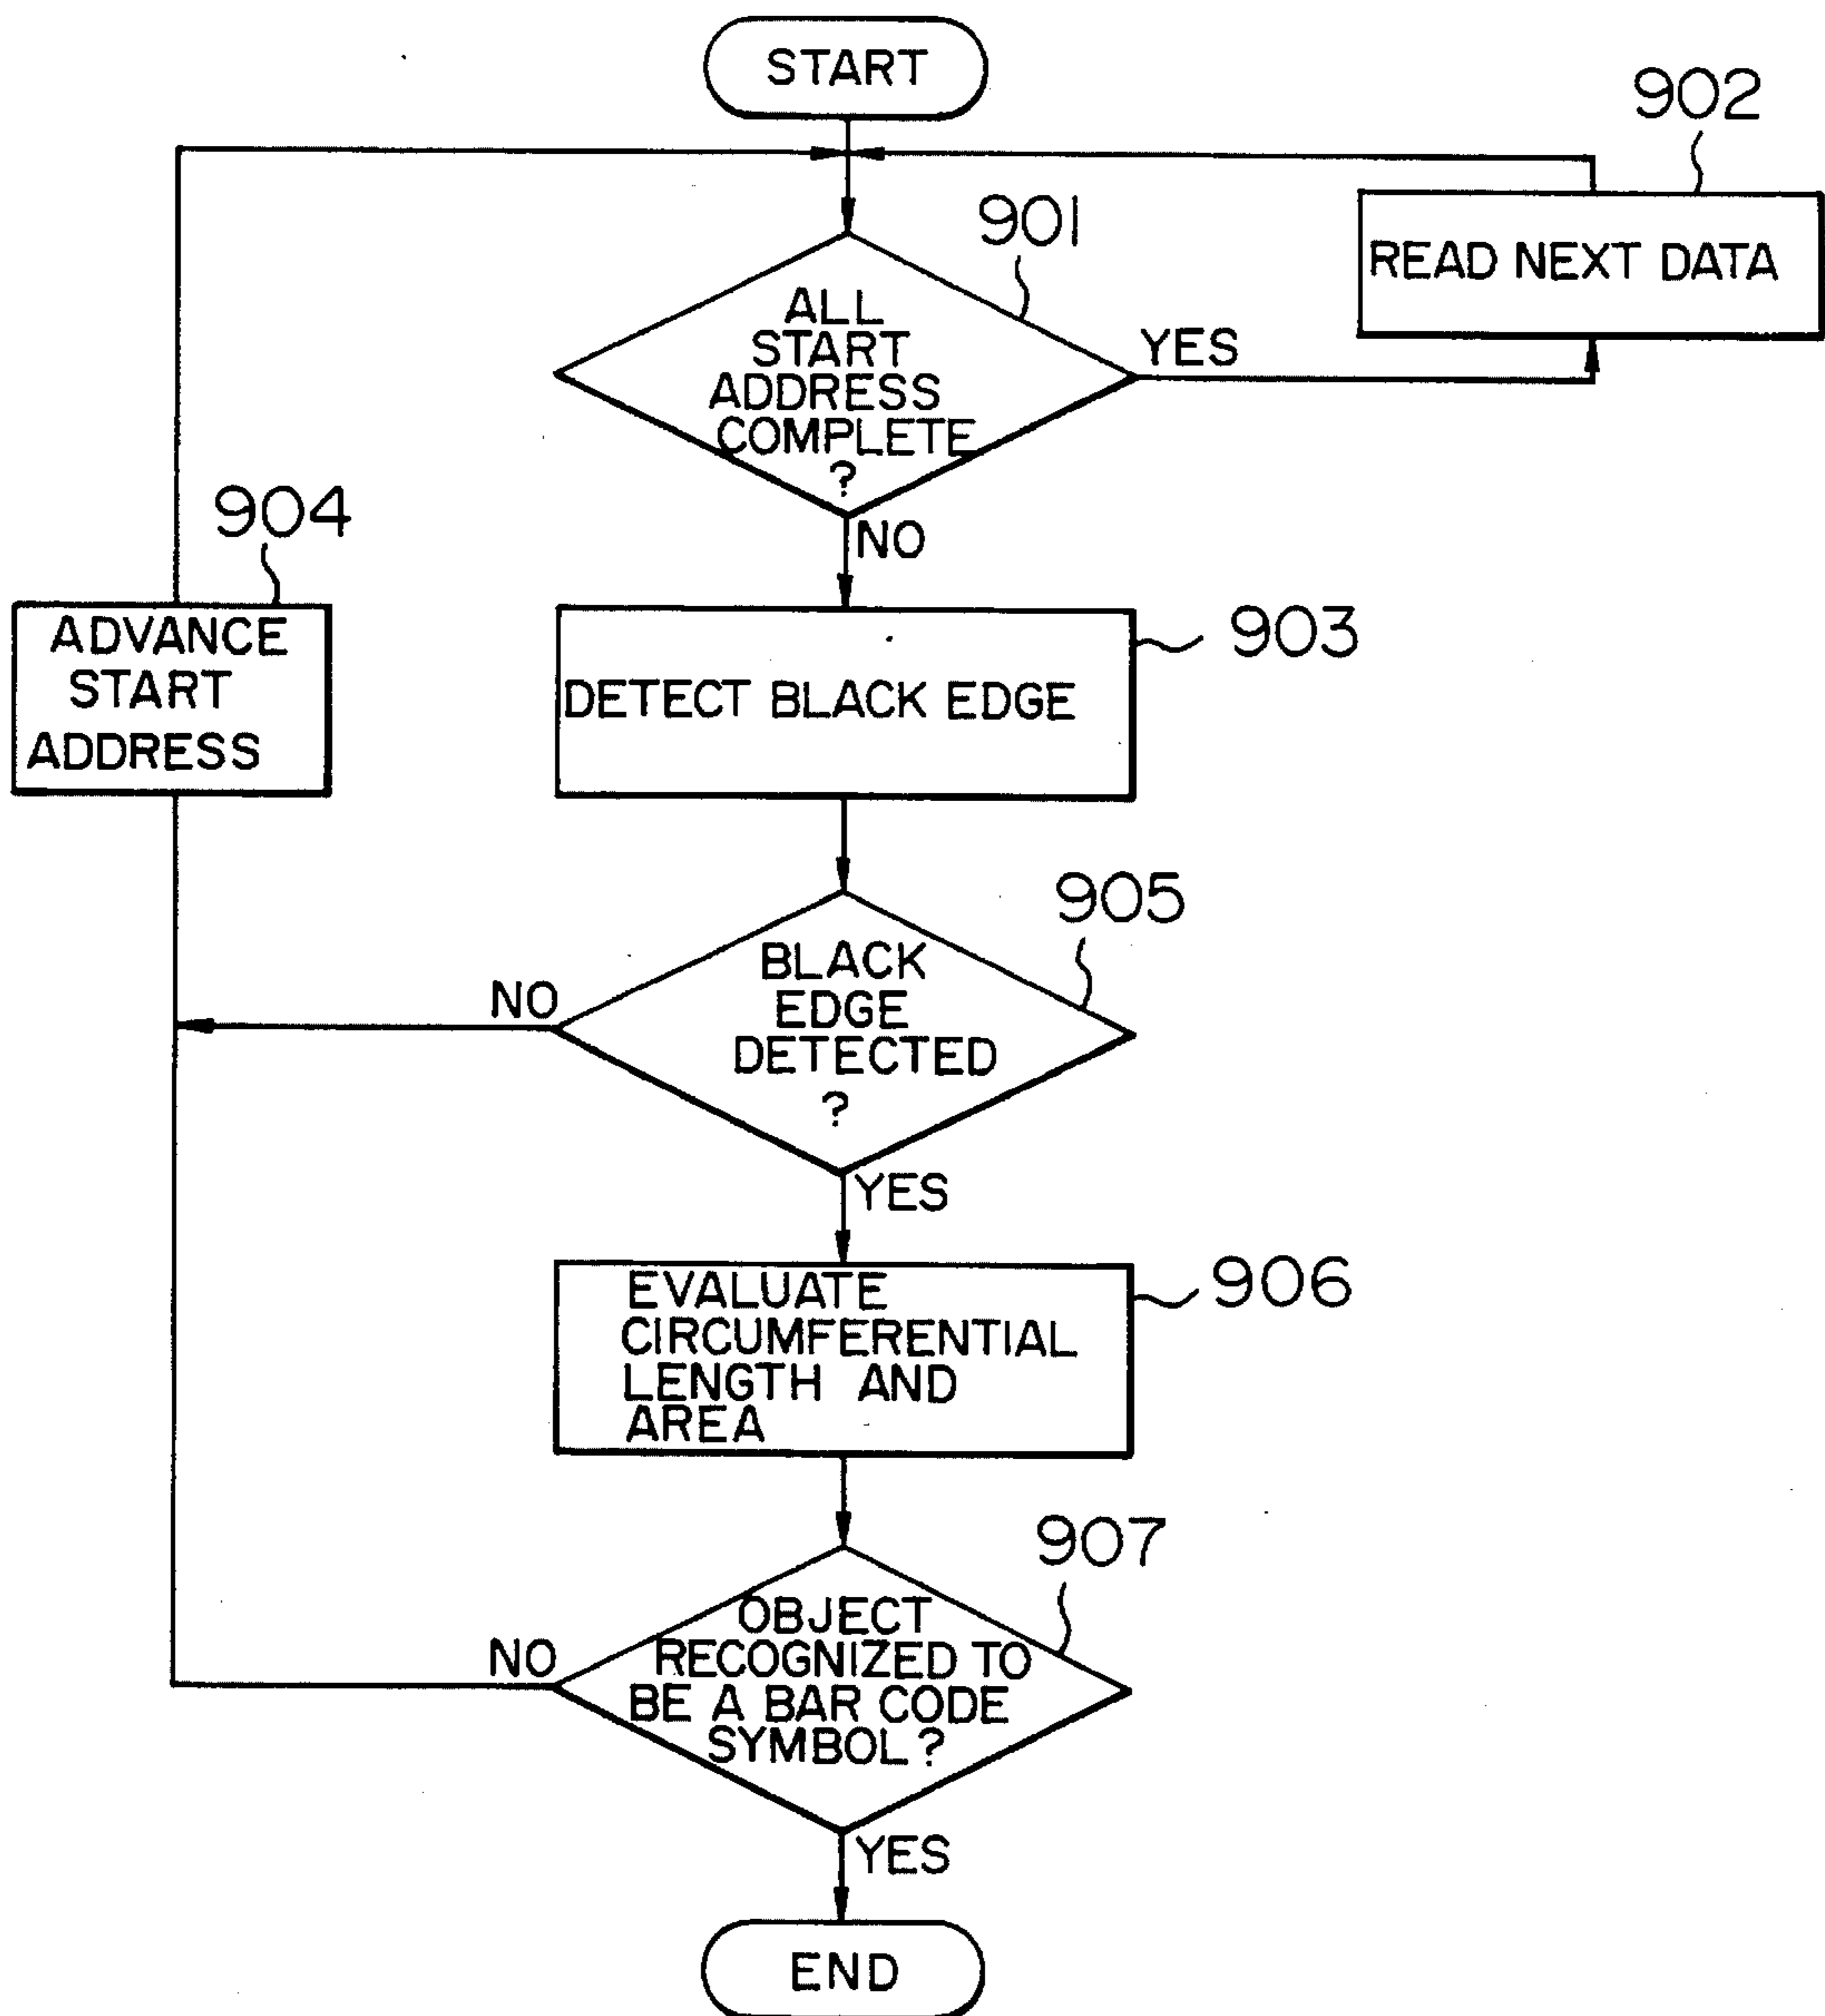 START
902
901
READ NEXT DATA
ALL
START
ADDRESS
COMPLETE
?
YES
NO
904
ADVANCE
START
ADDRESS
903
DETECT BLACK EDGE
905
BLACK
EDGE
DETECTED
?
NO
YES
906
EVALUATE
CIRCUMFERENTIAL
LENGTH AND
AREA
907
OBJECT
RECOGNIZED TO
BE A BAR CODE
SYMBOL?
NO
YES
END